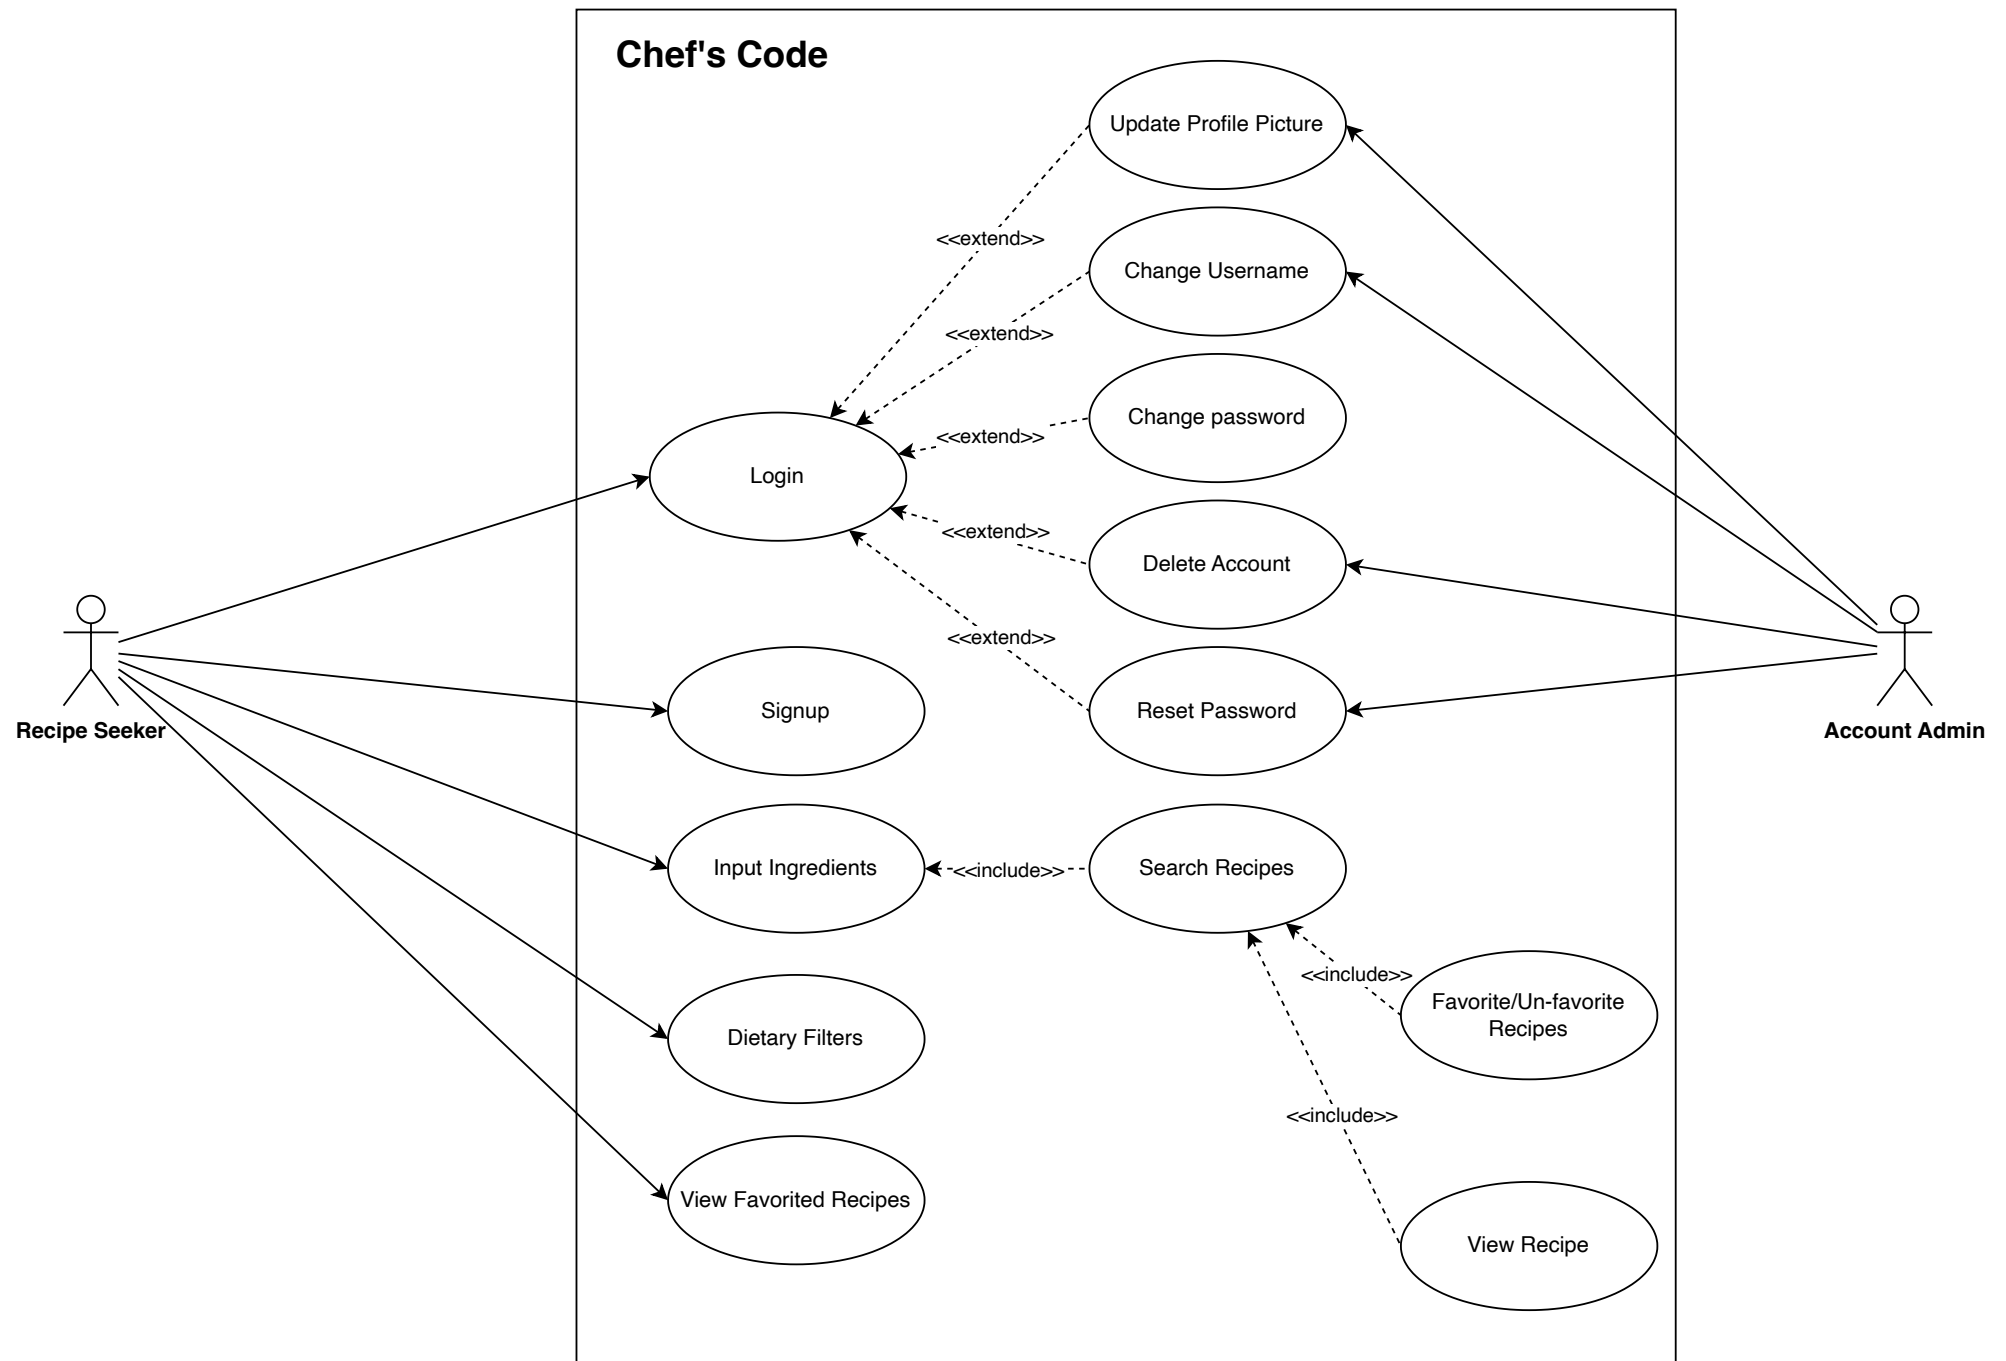 Chef's Code
Update Profile Picture
<<extend>>
Change Username
<<extend>>
Change password
<<extend>>
Login
<<extend>>
Delete Account
<<extend>>
Recipe Seeker
Signup
Reset Password
Account Admin
Input Ingredients
<<include>>
Search Recipes
<<include>>
Favorite/Un-favorite
Recipes
Dietary Filters
<<include>>
View Favorited Recipes
View Recipe